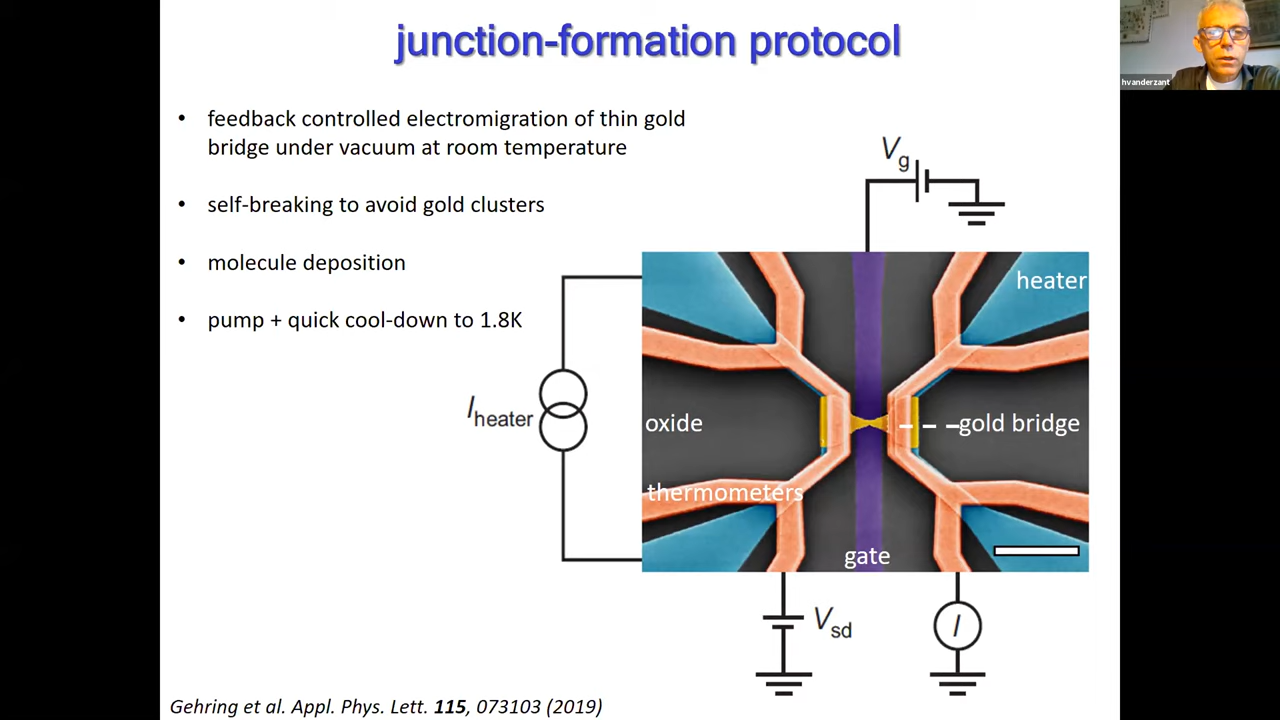 junction-formation protocol
hvanderzant
• feedback controlled electromigration of thin gold
bridge under vacuum at room temperature
• self-breaking to avoid gold clusters
• molecule deposition
• pump + quick cool-down to 1.8K
Vg
heater
Iheater
oxide
gold bridge
thermometers
gate
Vsd
I
Gehring et al. Appl. Phys. Lett. 115, 073103 (2019)